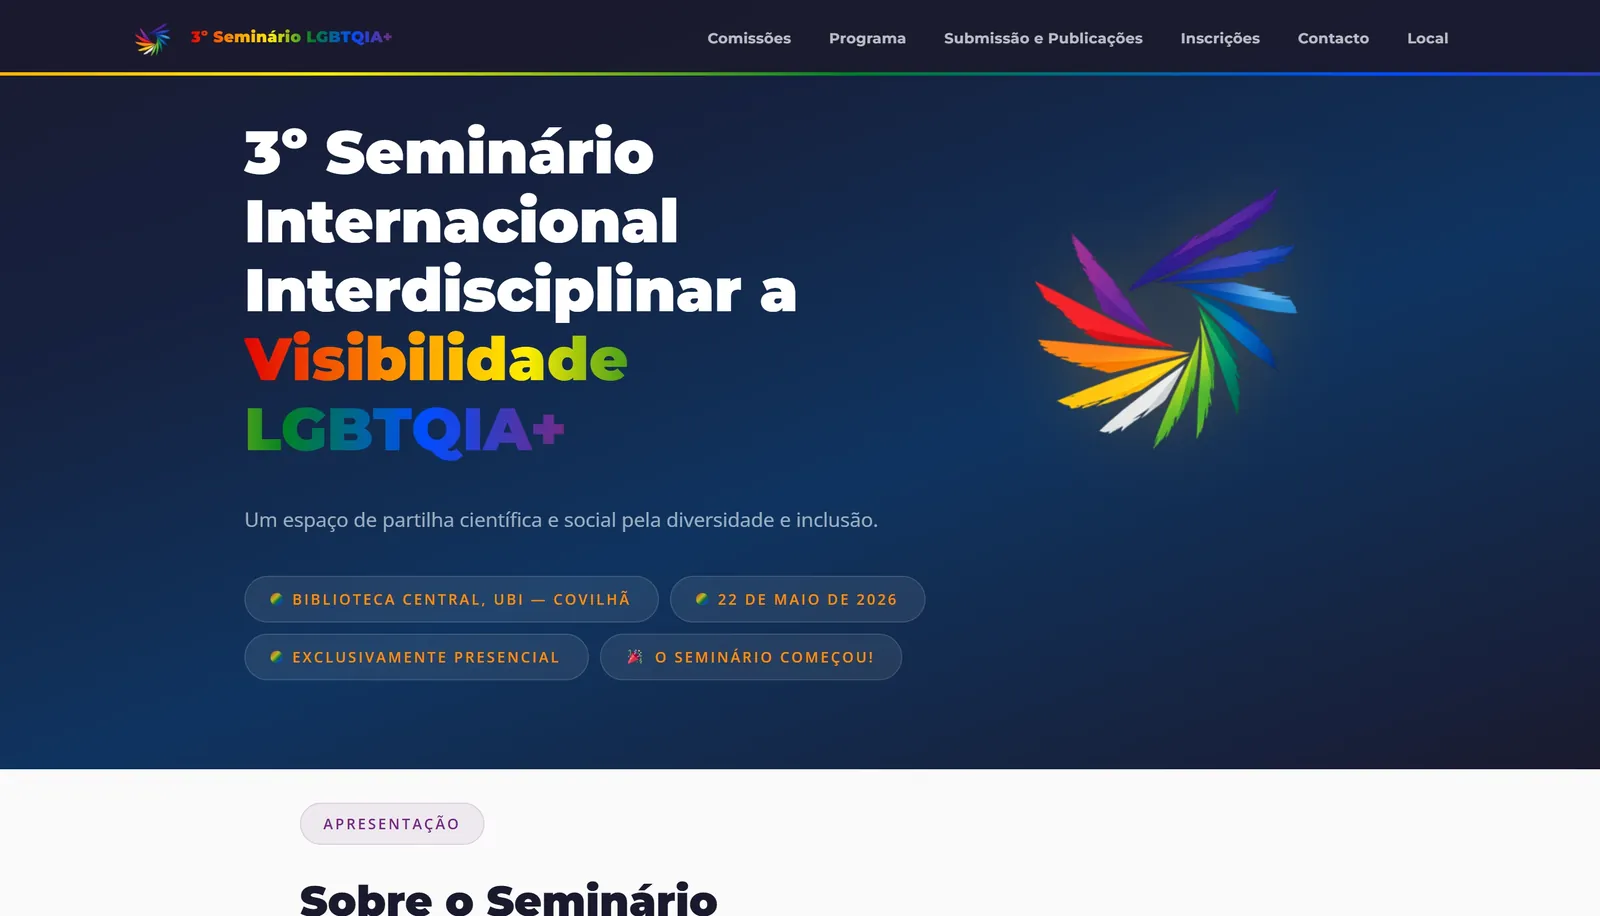 3º Seminário LGBTQIA+
Comissões
Programa
Submissão e Publicações
Inscrições
Contacto
Local
3º Seminário
Internacional
Interdisciplinar a
Visibilidade
LGBTQIA+
Um espaço de partilha científica e social pela diversidade e inclusão.
BIBLIOTECA CENTRAL, UBI — COVILHÃ
22 DE MAIO DE 2026
EXCLUSIVAMENTE PRESENCIAL
O SEMINÁRIO COMEÇOU!
APRESENTAÇÃO
Sobre o Seminário